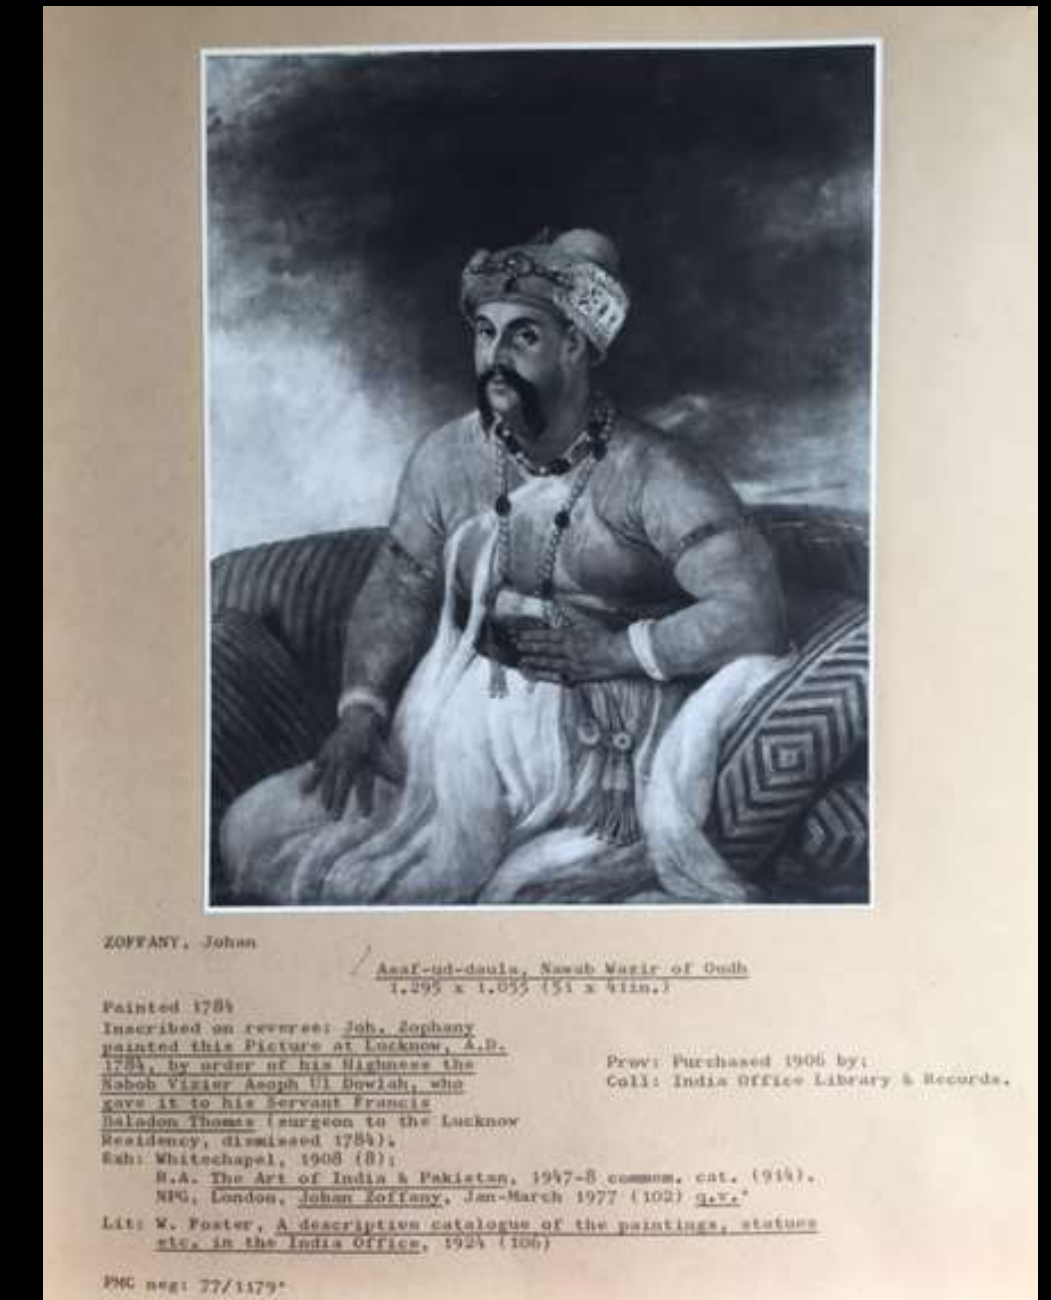 ZOFFANY, Johan
Asaf-ud-daula, Nawab Wazir of Oudh
1.295 x 1.055 (51 x 41in.)
Painted 1784
Inscribed on reverse: Joh. Zophany
painted this Picture at Lucknow, A.D.
1784, by order of his Highness the
Nabob Vizier Asoph Ul Dowlah, who
gave it to his Servant Francis
Baladon Thomas (surgeon to the Lucknow
Residency, dismissed 1784).
Prov: Purchased 1906 by:
Coll: India Office Library & Records.
Exh: Whitechapel, 1908 (8);
R.A. The Art of India & Pakistan, 1947-8 commem. cat. (914).
NPG, London, Johan Zoffany, Jan-March 1977 (102) q.v.*
Lit: W. Foster, A descriptive catalogue of the paintings, statues
etc. in the India Office, 1924 (106)
PMC neg: 77/1179*